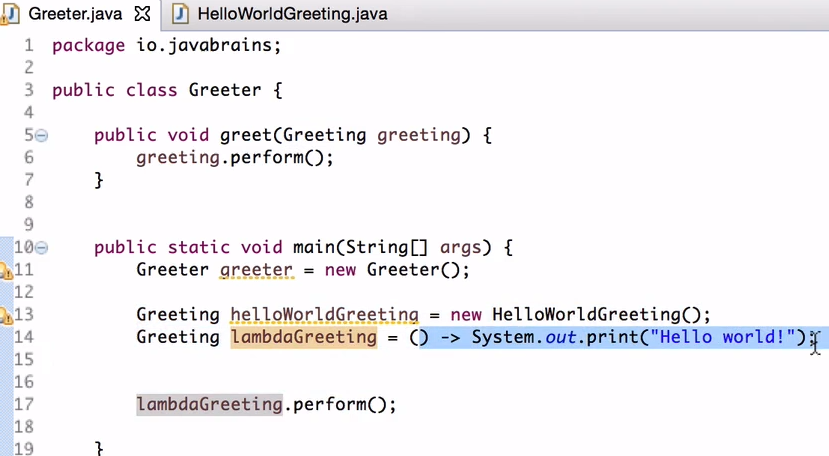 Greeter.java HelloWorldGreeting.java
1 package io.javabrains;
2
3 public class Greeter {
4
5 public void greet(Greeting greeting) {
6 greeting.perform();
7 }
8
9
10 public static void main(String[] args) {
11 Greeter greeter = new Greeter();
12
13 Greeting helloWorldGreeting = new HelloWorldGreeting();
14 Greeting lambdaGreeting = () -> System.out.print("Hello world!");
15
16
17 lambdaGreeting.perform();
18
19 }